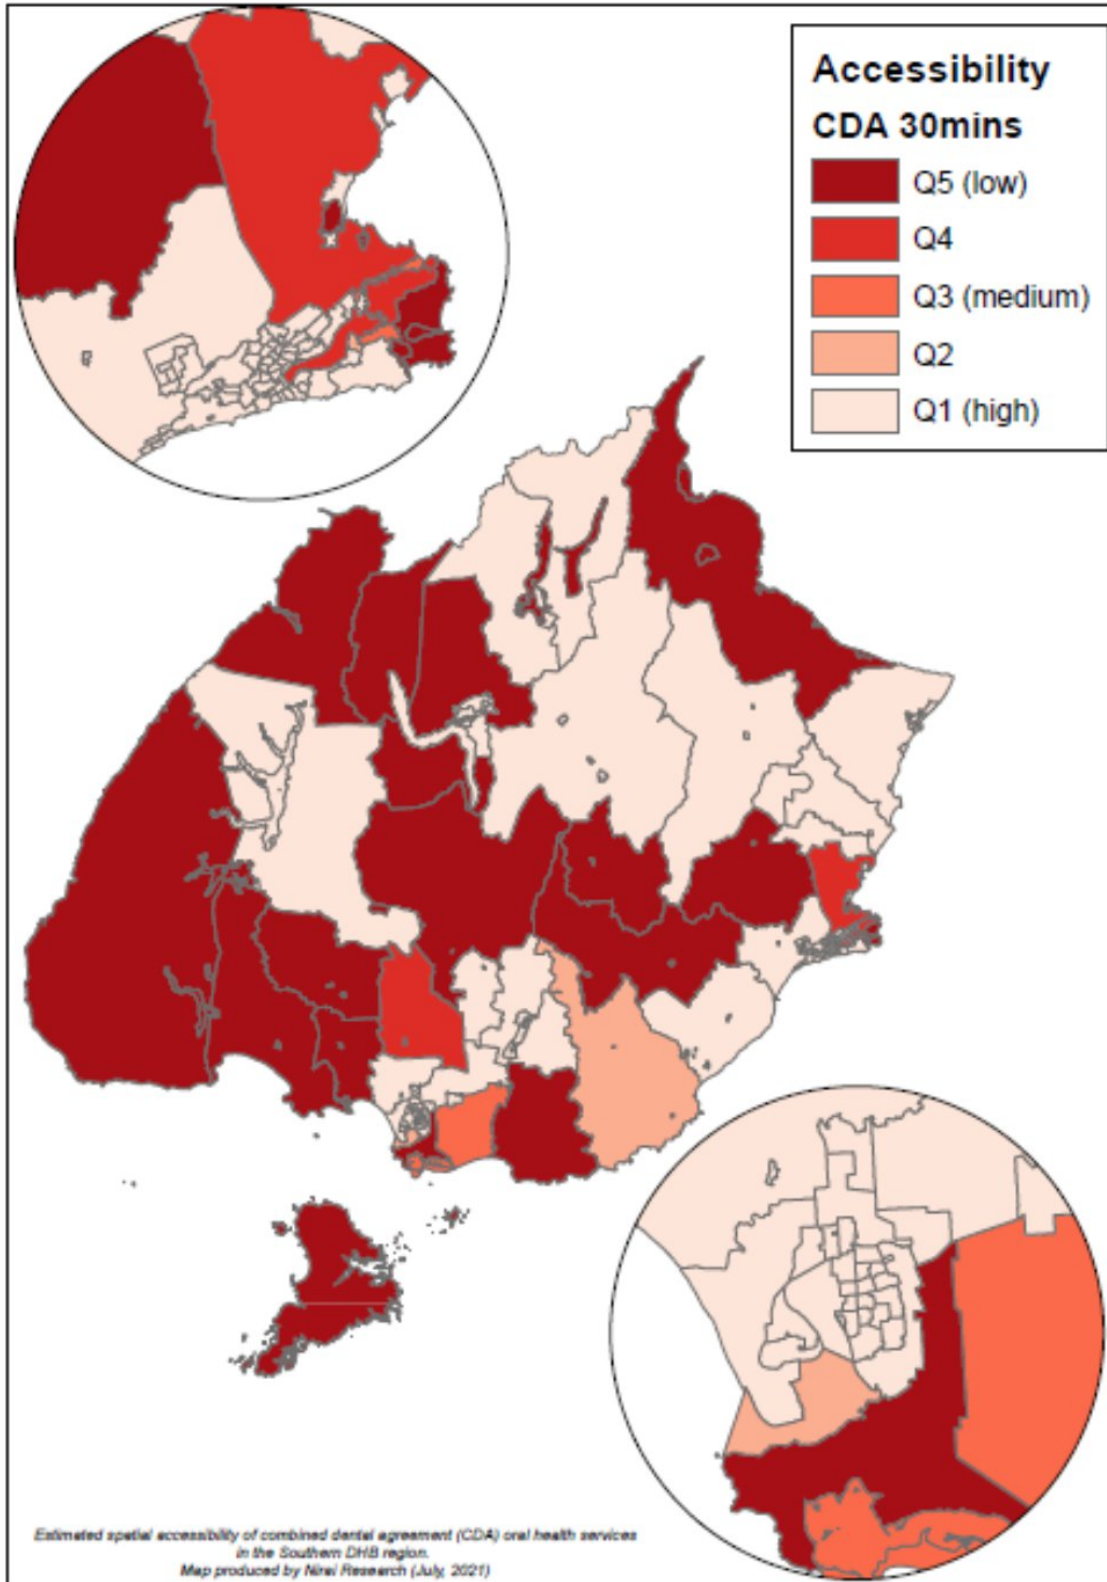 Accessibility
CDA 30mins
Q5 (low)
Q4
Q3 (medium)
Q2
Q1 (high)
Estimated spatial accessibility of combined dental agreement (CDA) oral health services
in the Southern DHB region.
Map produced by Nirei Research (July, 2021)